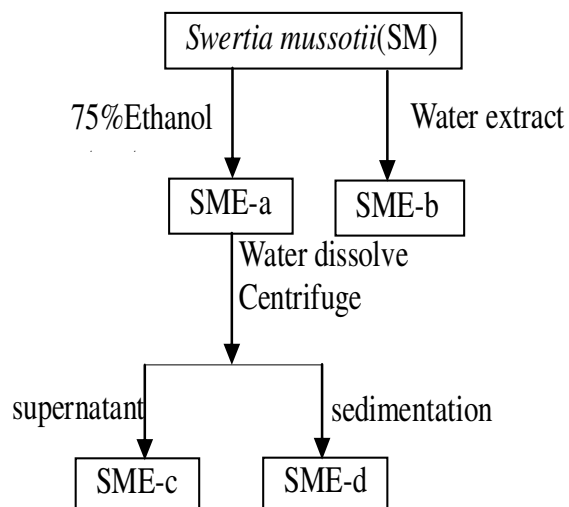 Swertia mussotii(SM)
75%Ethanol
Water extract
SME-a
SME-b
Water dissolve
Centrifuge
supernatant
sedimentation
SME-c
SME-d